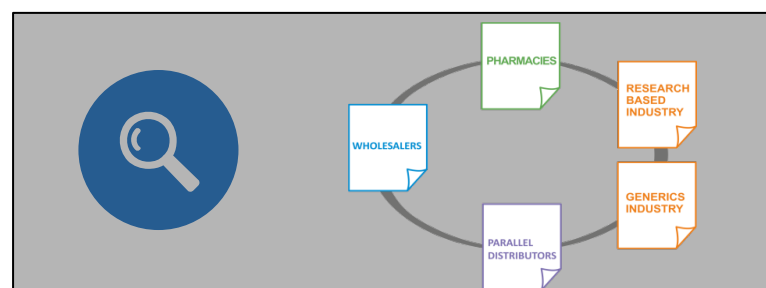 PHARMACIES
RESEARCH
BASED
INDUSTRY
WHOLESALERS
GENERICS
INDUSTRY
PARALLEL
DISTRIBUTORS